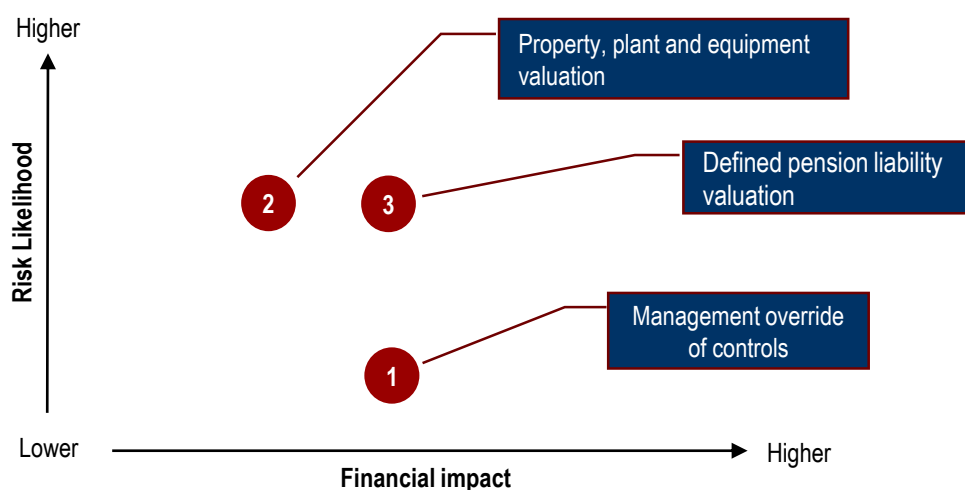 Higher
Property, plant and equipment
valuation
Risk Likelihood
Defined pension liability
valuation
2
3
Management override
of controls
1
Lower
Higher
Financial impact